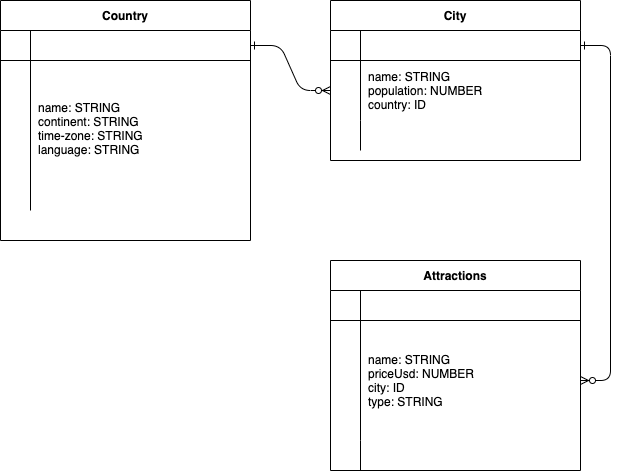 Country
name: STRING
continent: STRING
time-zone: STRING
language: STRING
City
name: STRING
population: NUMBER
country: ID
Attractions
name: STRING
priceUsd: NUMBER
city: ID
type: STRING